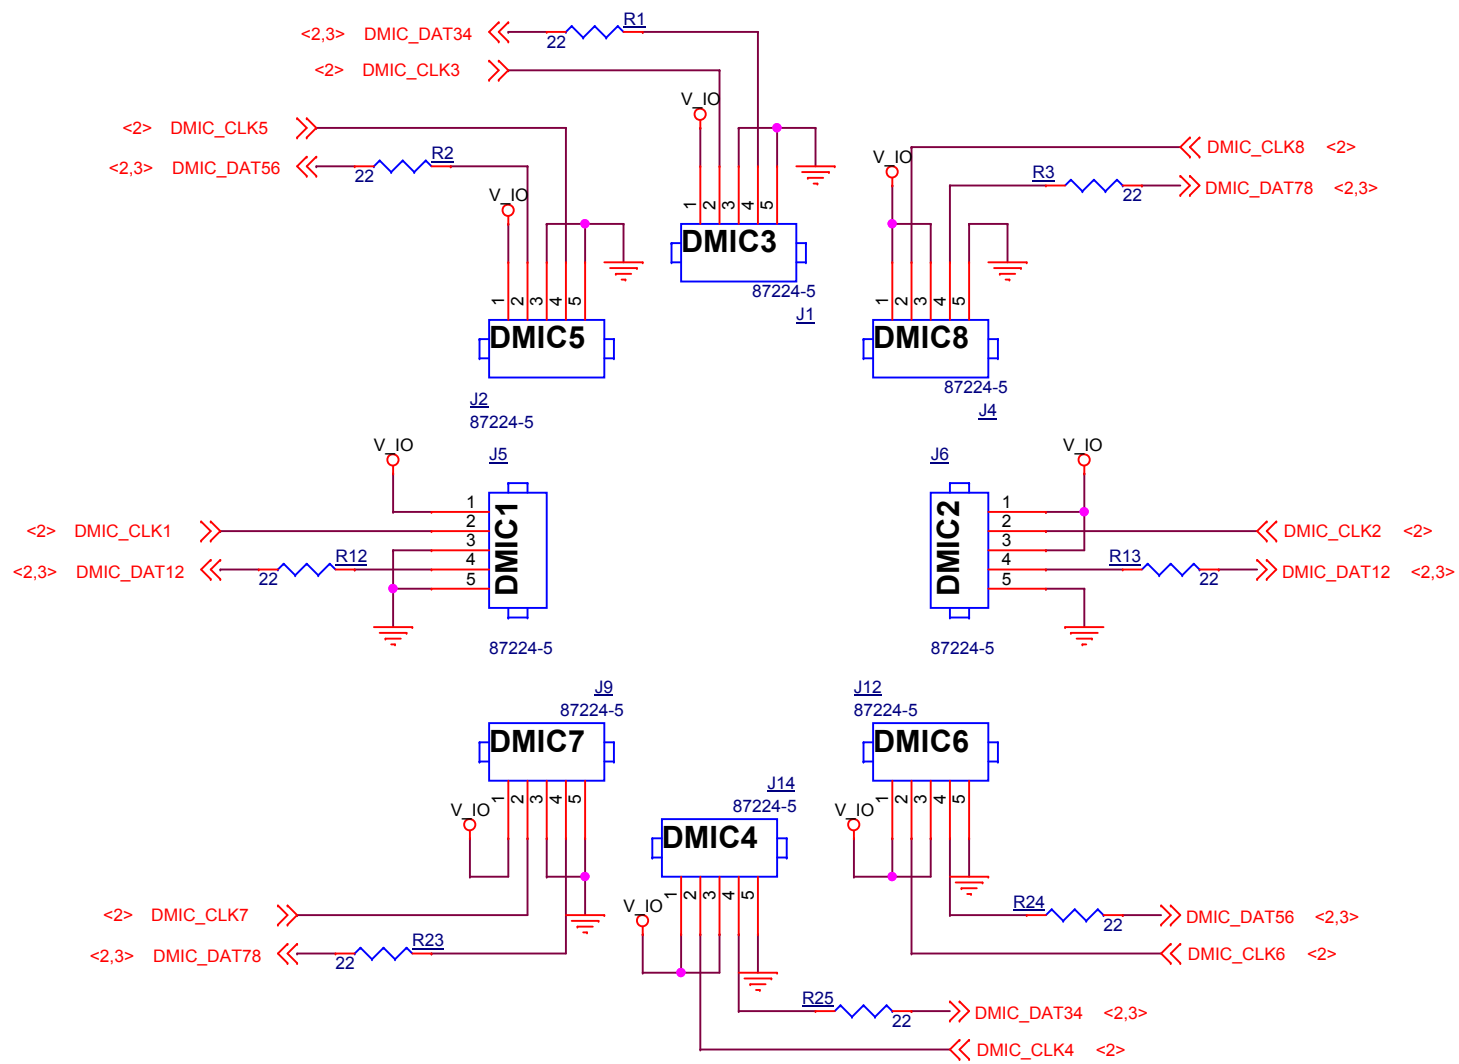 <2,3> DMIC_DAT34 22 R1
<2> DMIC_CLK3
V_IO
1 2 3 4 5
DMIC3
87224-5
J1
<2> DMIC_CLK5
<2,3> DMIC_DAT56 22 R2
V_IO
1 2 3 4 5
DMIC5
J2
87224-5
DMIC_CLK8 <2>
R3 22 DMIC_DAT78 <2,3>
V_IO
1 2 3 4 5
DMIC8
87224-5
J4
V_IO
J5
<2> DMIC_CLK1
<2,3> DMIC_DAT12 22 R12
1
2
3
4
5
DMIC1
87224-5
J6
V_IO
DMIC2
1
2
3
4
5
DMIC_CLK2 <2>
R13 22 DMIC_DAT12 <2,3>
87224-5
J9
87224-5
DMIC7
1 2 3 4 5
V_IO
<2> DMIC_CLK7
<2,3> DMIC_DAT78 22 R23
J14
87224-5
DMIC4
1 2 3 4 5
V_IO
R25 22 DMIC_DAT34 <2,3>
DMIC_CLK4 <2>
J12
87224-5
DMIC6
1 2 3 4 5
V_IO
R24 22 DMIC_DAT56 <2,3>
DMIC_CLK6 <2>